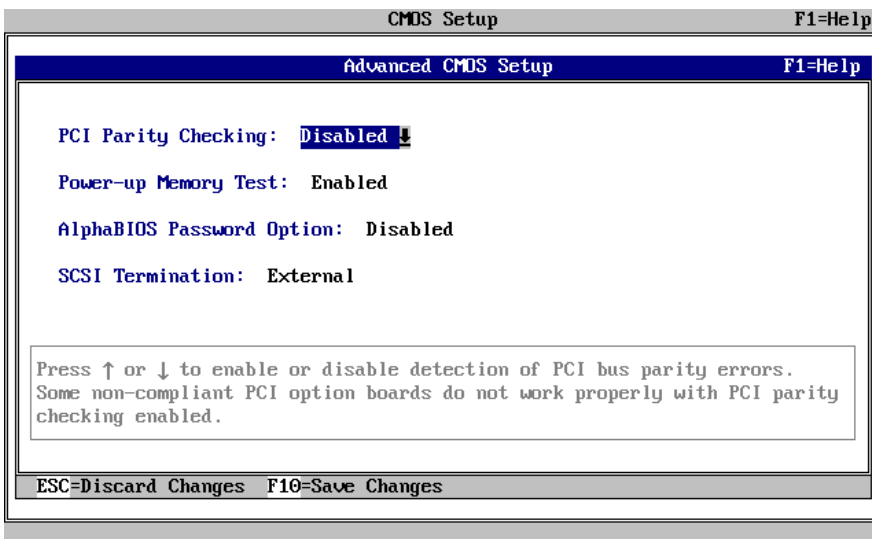 CMOS Setup F1=Help
Advanced CMOS Setup F1=Help
PCI Parity Checking: Disabled
Power-up Memory Test: Enabled
AlphaBIOS Password Option: Disabled
SCSI Termination: External
Press ↑ or ↓ to enable or disable detection of PCI bus parity errors.
Some non-compliant PCI option boards do not work properly with PCI parity
checking enabled.
ESC=Discard Changes F10=Save Changes